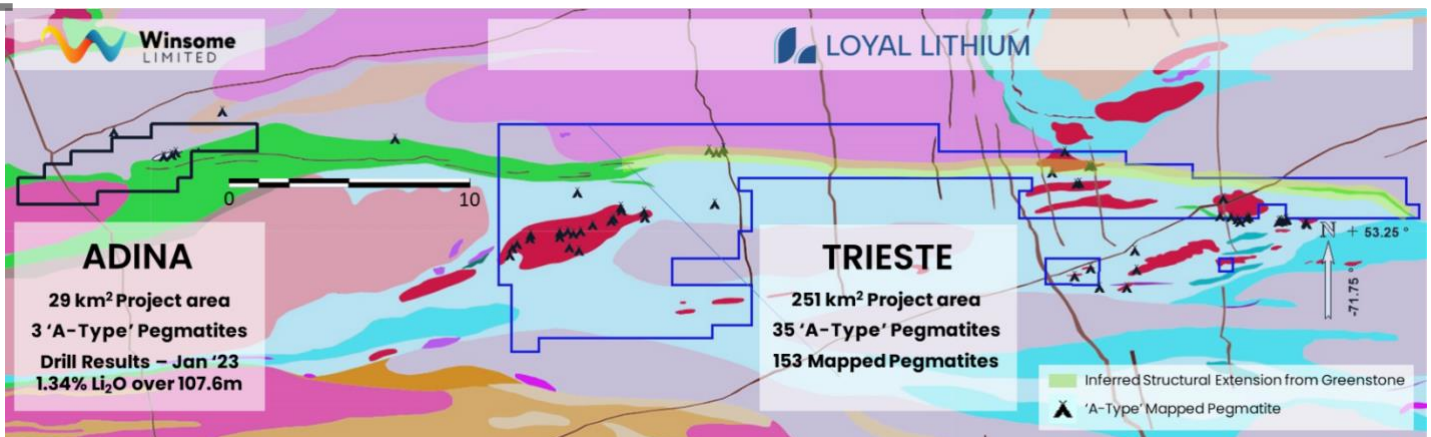 Winsome
LIMITED
LOYAL LITHIUM
0
10
ADINA
29 km² Project area
3 ‘A-Type’ Pegmatites
Drill Results – Jan ‘23
1.34% Li₂O over 107.6m
TRIESTE
251 km² Project area
35 ‘A-Type’ Pegmatites
153 Mapped Pegmatites
N + 53.25 °
-71.75 °
Inferred Structural Extension from Greenstone
‘A-Type’ Mapped Pegmatite